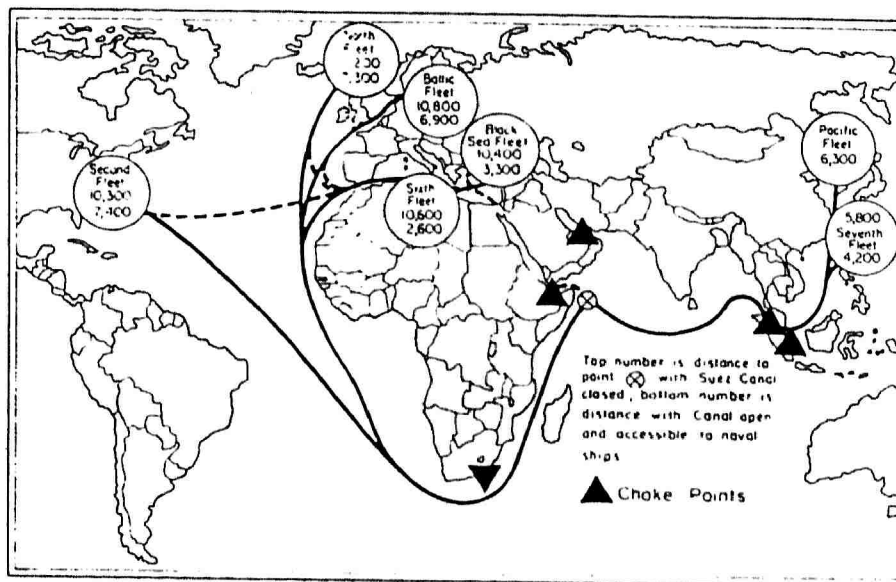 North
Fleet
Baltic
Fleet
10,800
6,900
Black
Sea Fleet
10,400
3,300
Pacific
Fleet
6,300
Second
Fleet
10,300
7,400
Sixth
Fleet
10,600
2,600
5,800
Seventh
Fleet
4,200
Top number is distance to
point ⊗ with Suez Canal
closed, bottom number is
distance with Canal open
and accessible to naval
ships
Choke Points